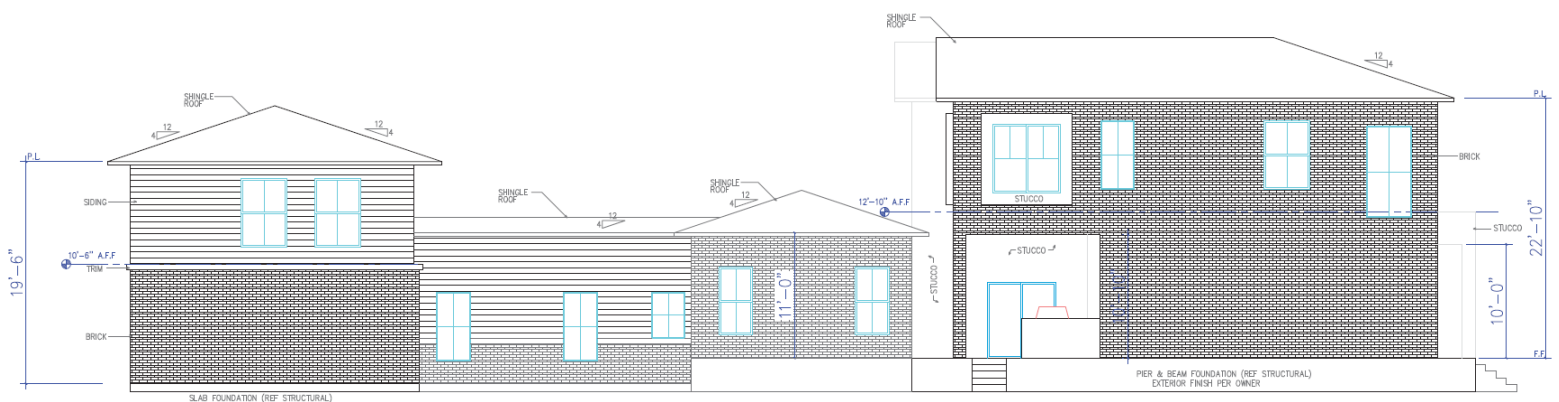 SHINGLE
ROOF
12
4
12
4
P.L.
SIDING
19'-6"
10'-6" A.F.F
TRIM
BRICK
SLAB FOUNDATION (REF STRUCTURAL)
SHINGLE
ROOF
12
4
SHINGLE
ROOF
12
4
11'-0"
SHINGLE
ROOF
12
4
P.L.
BRICK
STUCCO
12'-10" A.F.F
STUCCO
STUCCO
STUCCO
22'-10"
10'-0"
F.F.
PIER & BEAM FOUNDATION (REF STRUCTURAL)
EXTERIOR FINISH PER OWNER